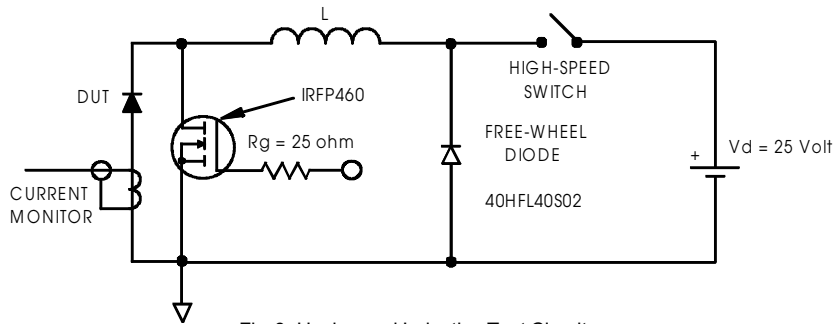 L
HIGH-SPEED
SWITCH
DUT
IRFP460
Rg = 25 ohm
FREE-WHEEL
DIODE
40HFL40S02
+
Vd = 25 Volt
CURRENT
MONITOR